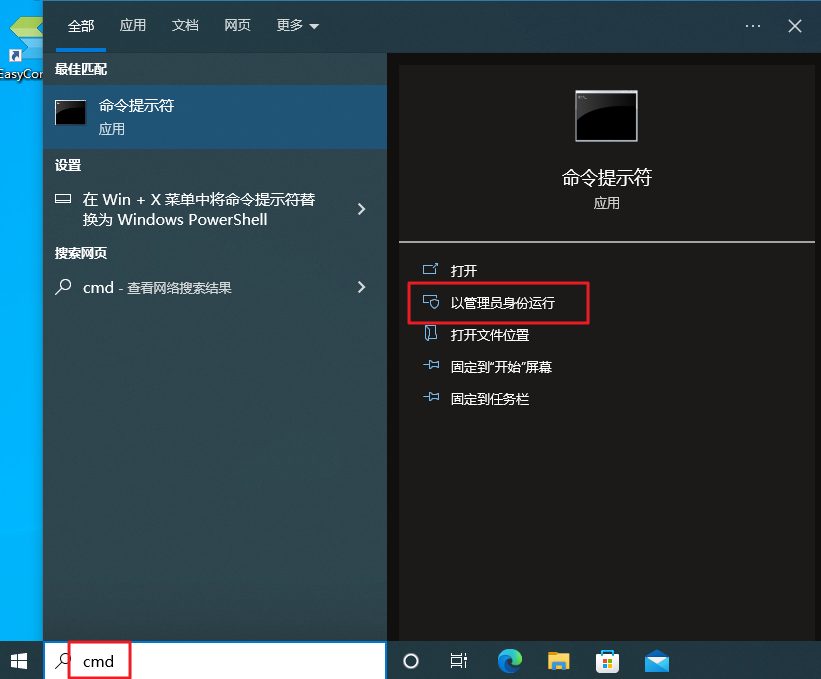 全部 应用 文档 网页 更多
EasyCon
最佳匹配
命令提示符
应用
设置
在 Win + X 菜单中将命令提示符替
换为 Windows PowerShell
搜索网页
cmd - 查看网络搜索结果
命令提示符
应用
打开
以管理员身份运行
打开文件位置
固定到"开始"屏幕
固定到任务栏
cmd